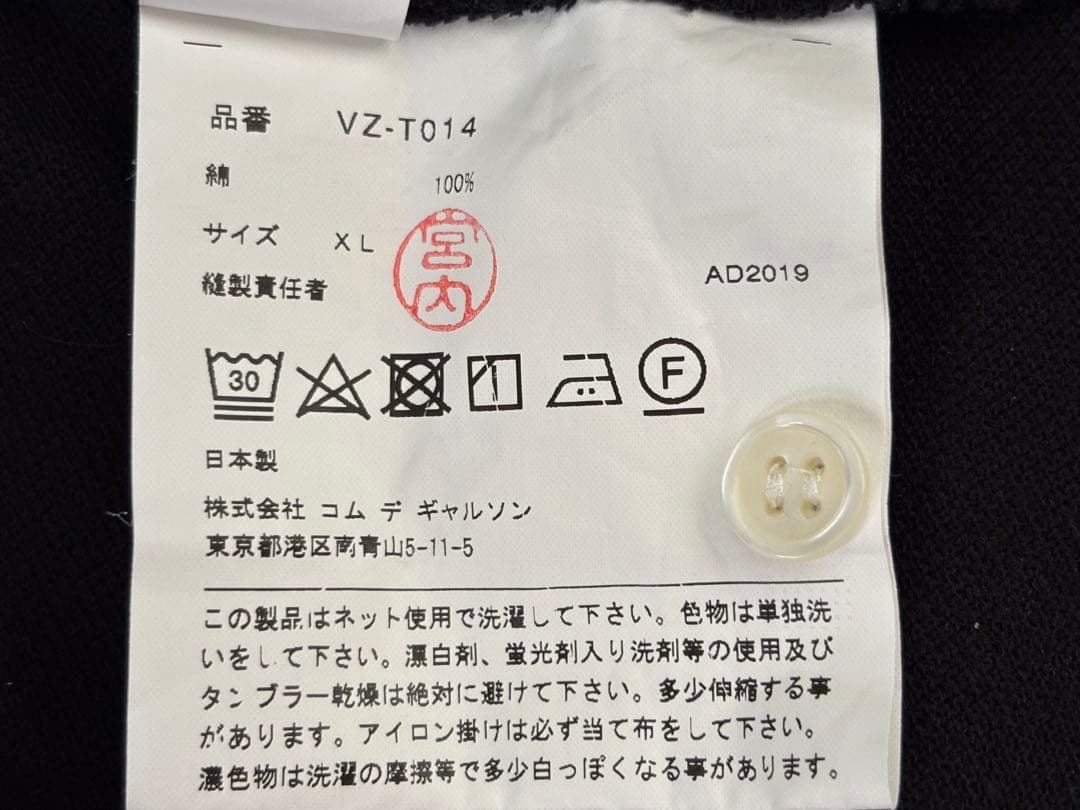 品番 VZ-T014
綿 100%
サイズ XL
縫製責任者 宮内
AD2019
30
F
日本製
株式会社 コム デ ギャルソン
東京都港区南青山5-11-5
この製品はネット使用で洗濯して下さい。色物は単独洗
いをして下さい。漂白剤、蛍光剤入り洗剤等の使用及び
タンブラー乾燥は絶対に避けて下さい。多少伸縮する事
があります。アイロン掛けは必ず当て布をして下さい。
濃色物は洗濯の摩擦等で多少白っぽくなる事があります。